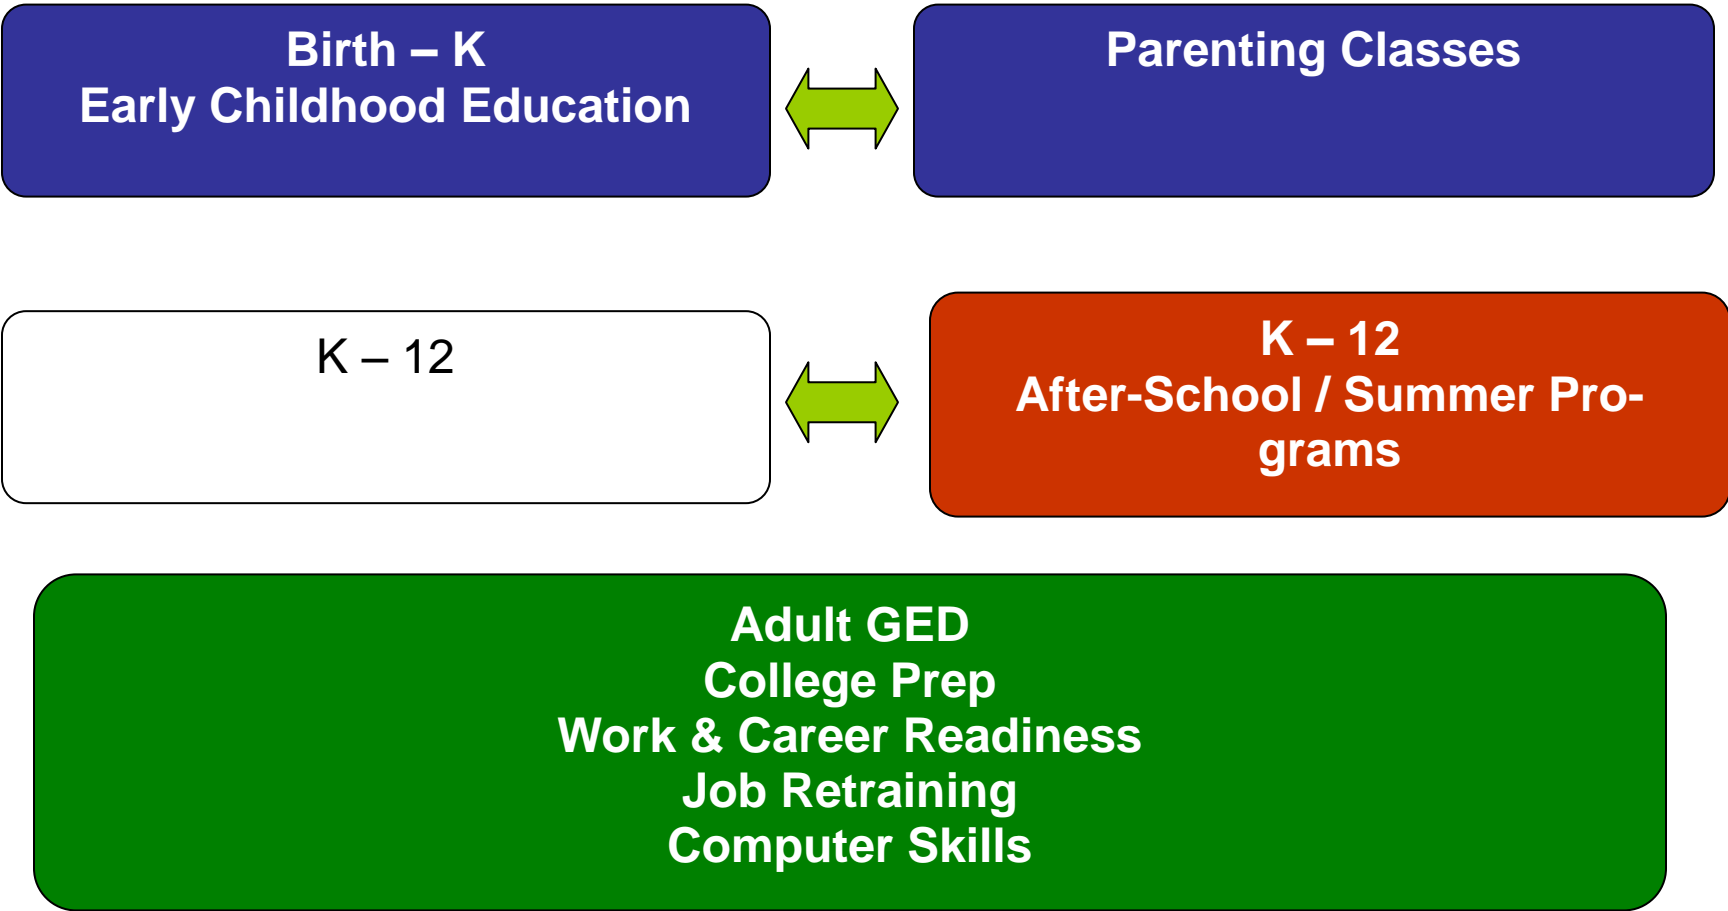 Birth – K
Early Childhood Education
Parenting Classes
K – 12
K – 12
After-School / Summer Pro-
grams
Adult GED
College Prep
Work & Career Readiness
Job Retraining
Computer Skills